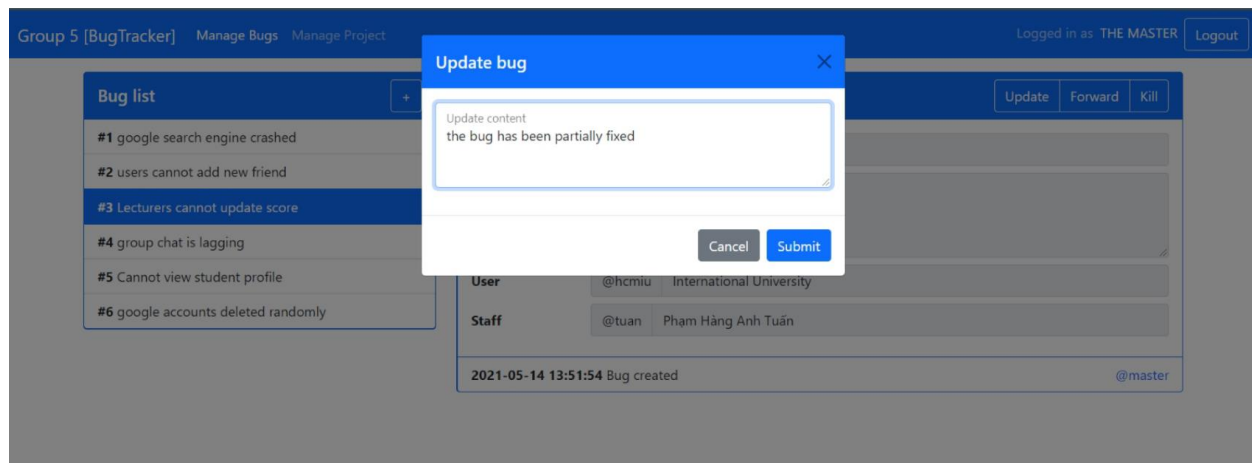 Group 5 [BugTracker] Manage Bugs Manage Project Logged in as THE MASTER Logout
Update bug
Update content
the bug has been partially fixed
Cancel Submit
Bug list +
#1 google search engine crashed
#2 users cannot add new friend
#3 Lecturers cannot update score
#4 group chat is lagging
#5 Cannot view student profile
#6 google accounts deleted randomly
Update Forward Kill
User @hcmiu International University
Staff @tuan Phạm Hàng Anh Tuấn
2021-05-14 13:51:54 Bug created @master